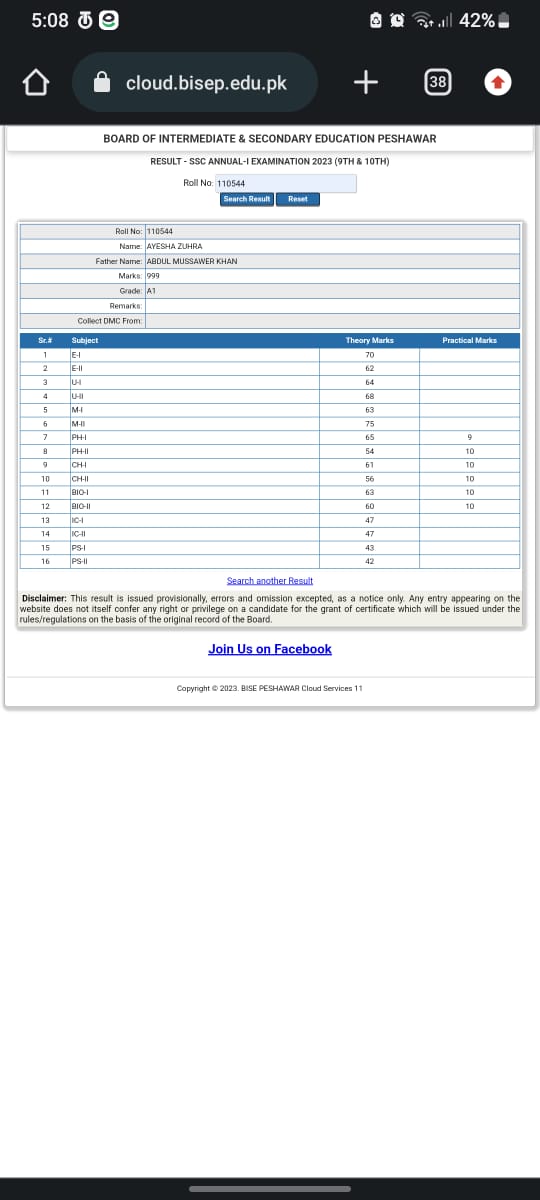 5:08 42%
cloud.bisep.edu.pk 38
BOARD OF INTERMEDIATE & SECONDARY EDUCATION PESHAWAR
RESULT - SSC ANNUAL-I EXAMINATION 2023 (9TH & 10TH)
Roll No: 110544
Search Result Reset
Roll No: 110544
Name: AYESHA ZUHRA
Father Name: ABDUL MUSSAWER KHAN
Marks: 999
Grade: A1
Remarks:
Collect DMC From:
Sr.# Subject Theory Marks Practical Marks
1 E-I 70
2 E-II 62
3 U-I 64
4 U-II 68
5 M-I 63
6 M-II 75
7 PH-I 65 9
8 PH-II 54 10
9 CH-I 61 10
10 CH-II 56 10
11 BIO-I 63 10
12 BIO-II 60 10
13 IC-I 47
14 IC-II 47
15 PS-I 43
16 PS-II 42
Search another Result
Disclaimer: This result is issued provisionally, errors and omission excepted, as a notice only. Any entry appearing on the
website does not itself confer any right or privilege on a candidate for the grant of certificate which will be issued under the
rules/regulations on the basis of the original record of the Board.
Join Us on Facebook
Copyright © 2023. BISE PESHAWAR Cloud Services 11